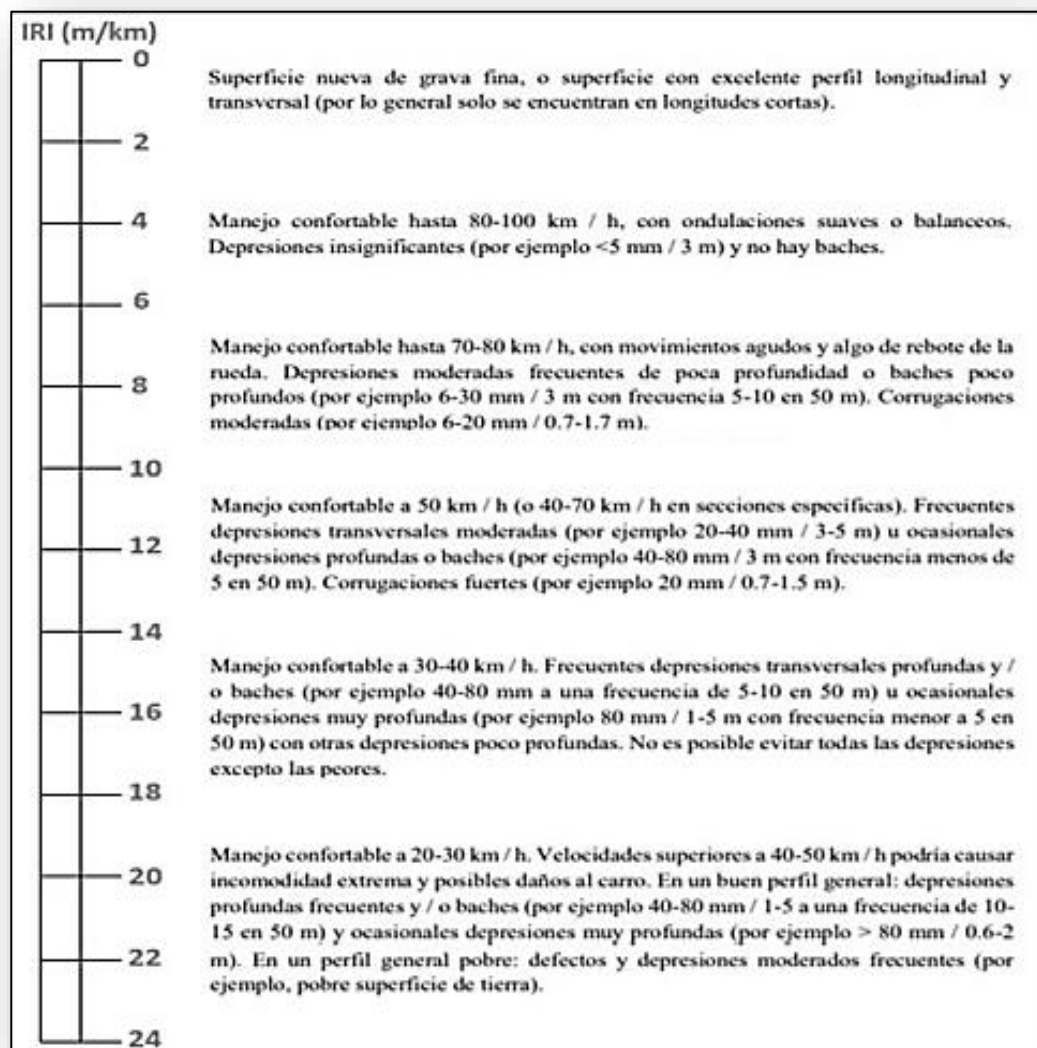 IRI (m/km)
0
Superficie nueva de grava fina, o superficie con excelente perfil longitudinal y
transversal (por lo general solo se encuentran en longitudes cortas).
2
4
Manejo confortable hasta 80-100 km / h, con ondulaciones suaves o balanceos.
Depresiones insignificantes (por ejemplo <5 mm / 3 m) y no hay baches.
6
Manejo confortable hasta 70-80 km / h, con movimientos agudos y algo de rebote de la
rueda. Depresiones moderadas frecuentes de poca profundidad o baches poco
8
profundos (por ejemplo 6-30 mm / 3 m con frecuencia 5-10 en 50 m). Corrugaciones
moderadas (por ejemplo 6-20 mm / 0.7-1.7 m).
10
Manejo confortable a 50 km / h (o 40-70 km / h en secciones específicas). Frecuentes
depresiones transversales moderadas (por ejemplo 20-40 mm / 3-5 m) u ocasionales
12
depresiones profundas o baches (por ejemplo 40-80 mm / 3 m con frecuencia menos de
5 en 50 m). Corrugaciones fuertes (por ejemplo 20 mm / 0.7-1.5 m).
14
Manejo confortable a 30-40 km / h. Frecuentes depresiones transversales profundas y /
o baches (por ejemplo 40-80 mm a una frecuencia de 5-10 en 50 m) u ocasionales
16
depresiones muy profundas (por ejemplo 80 mm / 1-5 m con frecuencia menor a 5 en
50 m) con otras depresiones poco profundas. No es posible evitar todas las depresiones
excepto las peores.
18
Manejo confortable a 20-30 km / h. Velocidades superiores a 40-50 km / h podría causar
20
incomodidad extrema y posibles daños al carro. En un buen perfil general: depresiones
profundas frecuentes y / o baches (por ejemplo 40-80 mm / 1-5 a una frecuencia de 10-
15 en 50 m) y ocasionales depresiones muy profundas (por ejemplo > 80 mm / 0.6-2
22
m). En un perfil general pobre: defectos y depresiones moderados frecuentes (por
ejemplo, pobre superficie de tierra).
24